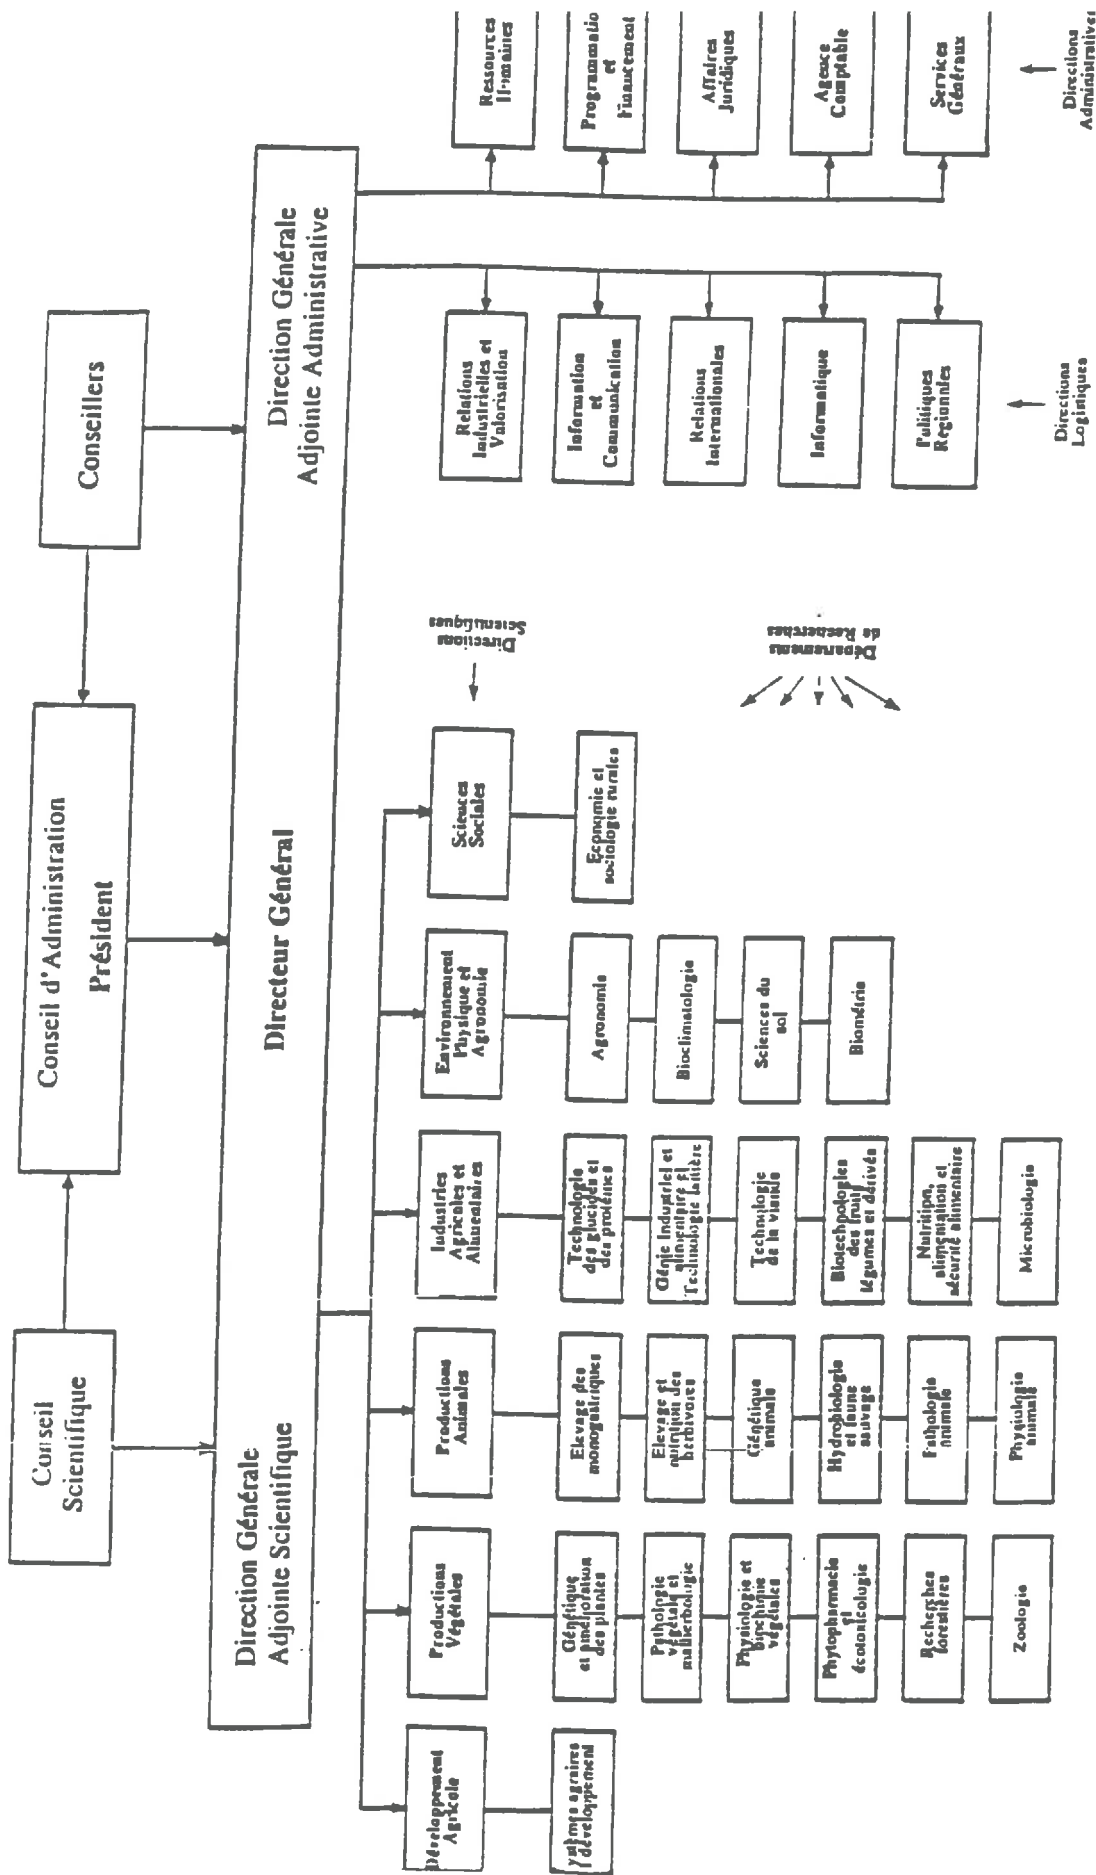 Conseil
Scientifique
Conseil d'Administration
Président
Conseillers
Direction Générale
Adjointe Scientifique
Directeur Général
Direction Générale
Adjointe Administrative
Développement
Agricole
Productions
Végétales
Productions
Animales
Industries
Agricoles et
Alimentaires
Environnement
Physique et
Agronomie
Sciences
Sociales
Directions
Scientifiques
ystèmes agraires
développement
Génétique
et amélioration
des plantes
Pathologie
végétale et
malherbologie
Physiologie et
biochimie
végétales
Phytopharmacie
et
écotoxicologie
Recherches
forestières
Zoologie
Elevage des
monogastriques
Elevage et
nutrition des
herbivores
Génétique
animale
Hydrobiologie
et faune
sauvage
Pathologie
animale
Physiologie
animale
Technologie
des glucides et
des protéines
Génie Industriel et
alimentaire et
Technologie laitière
Technologie
de la viande
Biotechnologies
des fruits
légumes et dérivés
Nutrition,
alimentation et
sécurité alimentaire
Microbiologie
Agronomie
Bioclimatologie
Sciences du
sol
Biométrie
Economie et
sociologie rurales
Départements
de Recherches
Relations
Industrielles et
Valorisation
Information
et
Communication
Relations
Internationales
Informatique
Politiques
Régionales
Directions
Logistiques
Ressources
Humaines
Programmation
et
Financement
Affaires
Juridiques
Agence
Comptable
Services
Généraux
Directions
Administratives